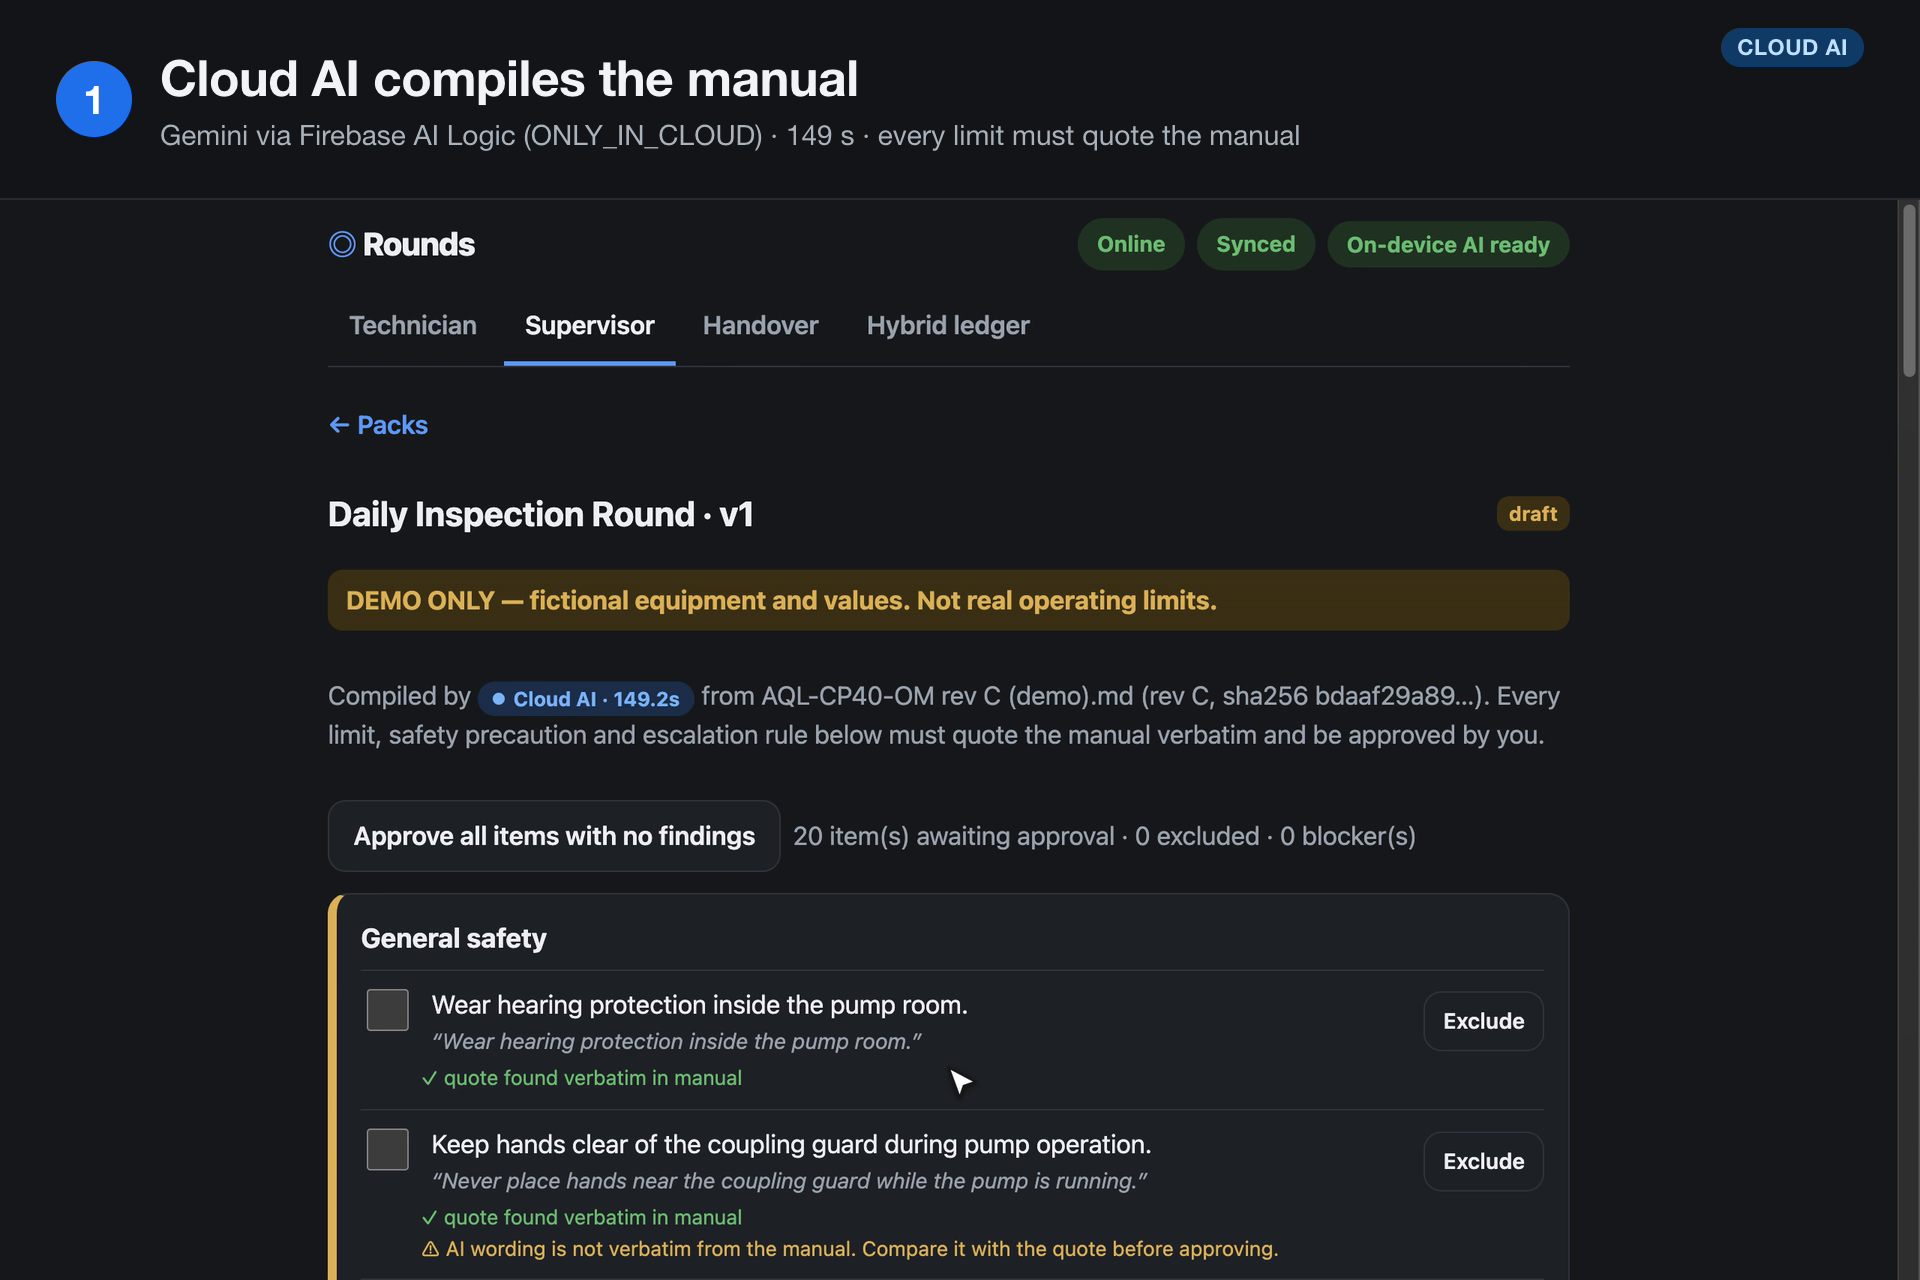 1
Cloud AI compiles the manual
CLOUD AI
Gemini via Firebase AI Logic (ONLY_IN_CLOUD) · 149 s · every limit must quote the manual
Rounds
Online
Synced
On-device AI ready
Technician
Supervisor
Handover
Hybrid ledger
← Packs
Daily Inspection Round · v1
draft
DEMO ONLY — fictional equipment and values. Not real operating limits.
Compiled by ● Cloud AI · 149.2s from AQL-CP40-OM rev C (demo).md (rev C, sha256 bdaaf29a89...). Every
limit, safety precaution and escalation rule below must quote the manual verbatim and be approved by you.
Approve all items with no findings
20 item(s) awaiting approval · 0 excluded · 0 blocker(s)
General safety
Wear hearing protection inside the pump room.
“Wear hearing protection inside the pump room.”
✓ quote found verbatim in manual
Exclude
Keep hands clear of the coupling guard during pump operation.
“Never place hands near the coupling guard while the pump is running.”
✓ quote found verbatim in manual
⚠ AI wording is not verbatim from the manual. Compare it with the quote before approving.
Exclude